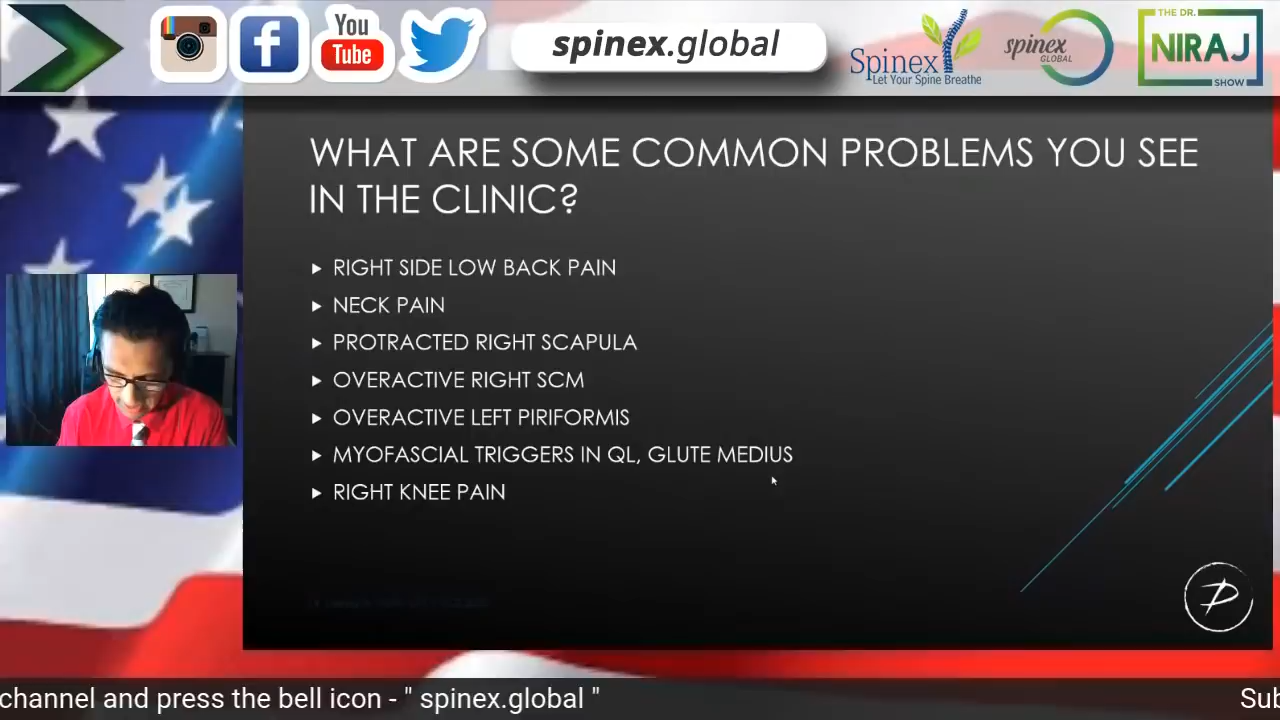 You
Tube
spinex.global
Spinex
Let Your Spine Breathe
spinex
GLOBAL
THE DR.
NIRAJ
SHOW
WHAT ARE SOME COMMON PROBLEMS YOU SEE
IN THE CLINIC?
RIGHT SIDE LOW BACK PAIN
NECK PAIN
PROTRACTED RIGHT SCAPULA
OVERACTIVE RIGHT SCM
OVERACTIVE LEFT PIRIFORMIS
MYOFASCIAL TRIGGERS IN QL, GLUTE MEDIUS
RIGHT KNEE PAIN
channel and press the bell icon - " spinex.global "
Sub